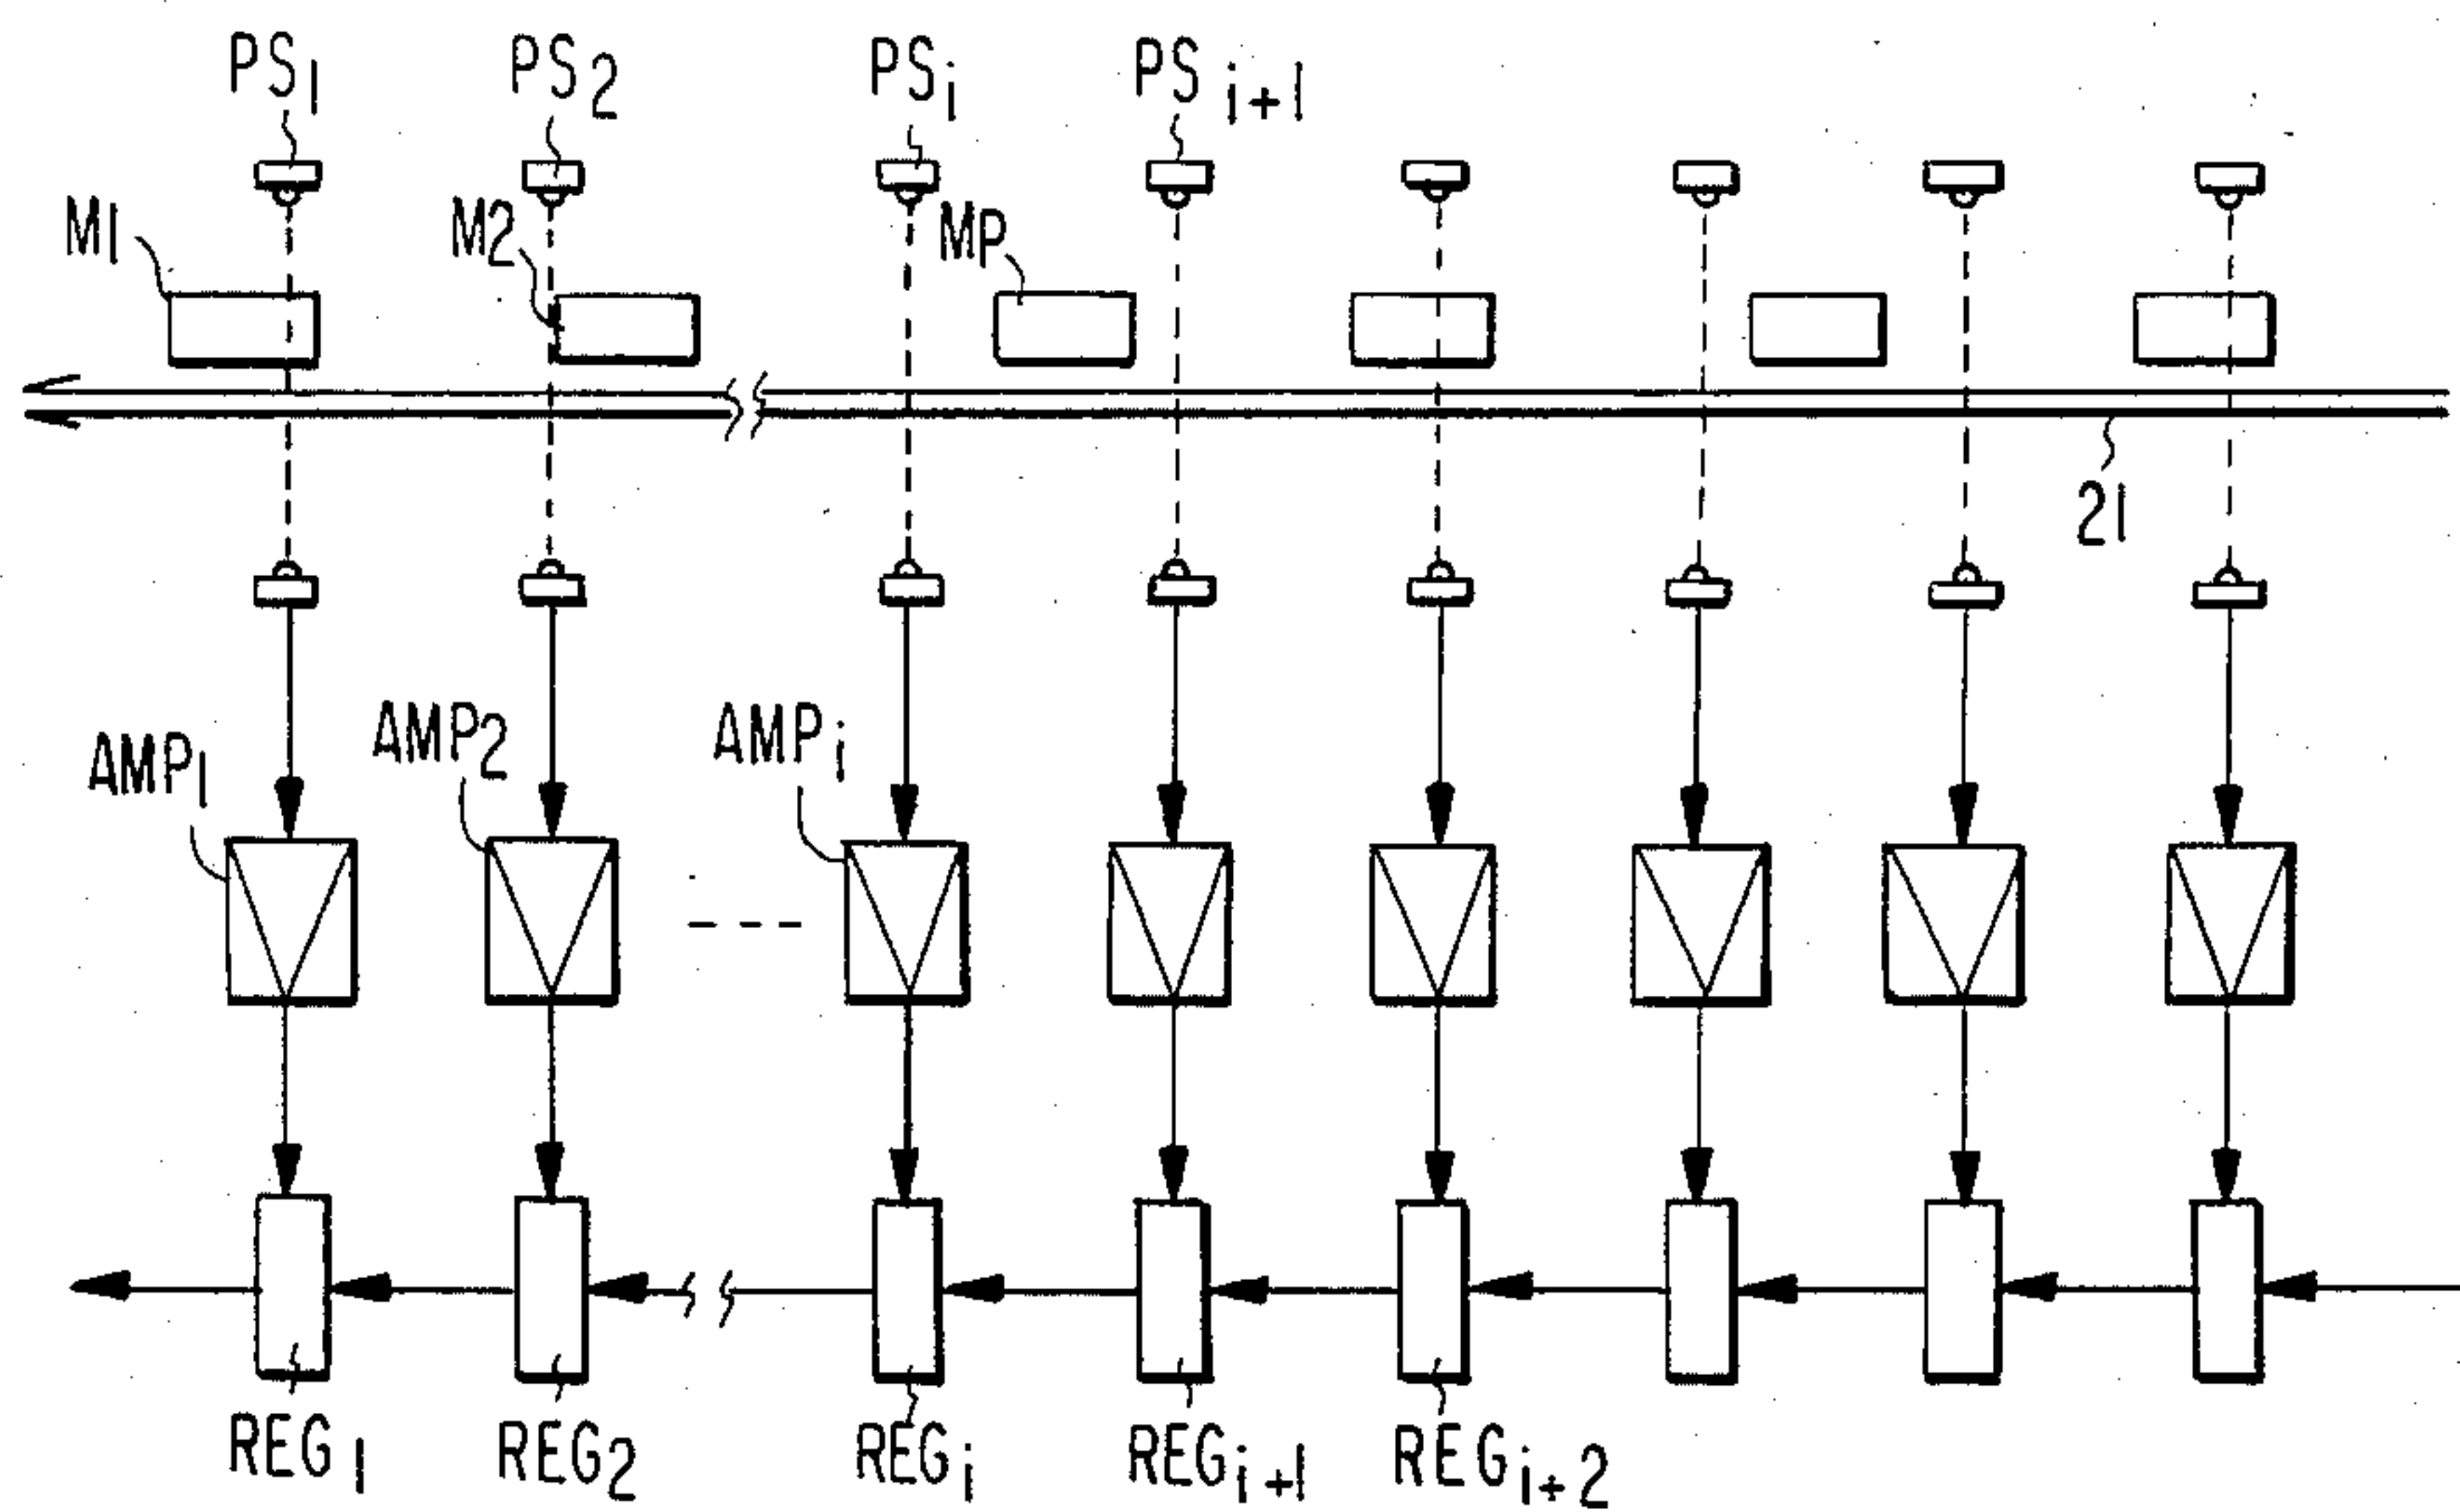 PS1 PS2 PSi PSi+1
M1 M2 MP
21
AMP1 AMP2 AMPi
REG1 REG2 REGi REGi+1 REGi+2